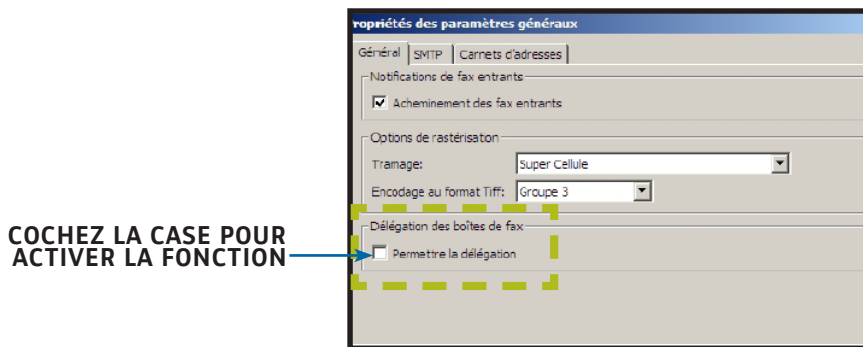 ropriétés des paramètres généraux
Général SMTP Carnets d'adresses
Notifications de fax entrants
Acheminement des fax entrants
Options de rastérisation
Tramage: Super Cellule
Encodage au format Tiff: Groupe 3
Délégation des boîtes de fax
Permettre la délégation
COCHEZ LA CASE POUR
ACTIVER LA FONCTION